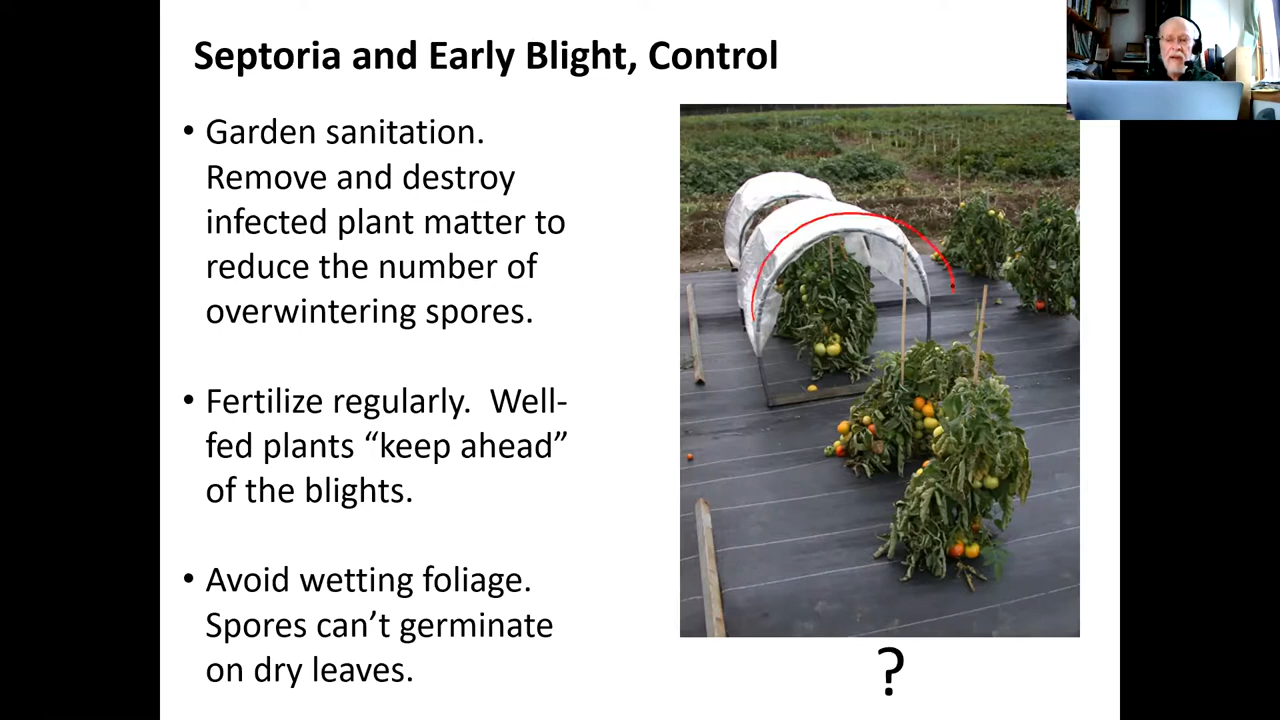 Septoria and Early Blight, Control
• Garden sanitation.
Remove and destroy
infected plant matter to
reduce the number of
overwintering spores.
• Fertilize regularly.  Well-
fed plants “keep ahead”
of the blights.
• Avoid wetting foliage.
Spores can’t germinate
on dry leaves.
?